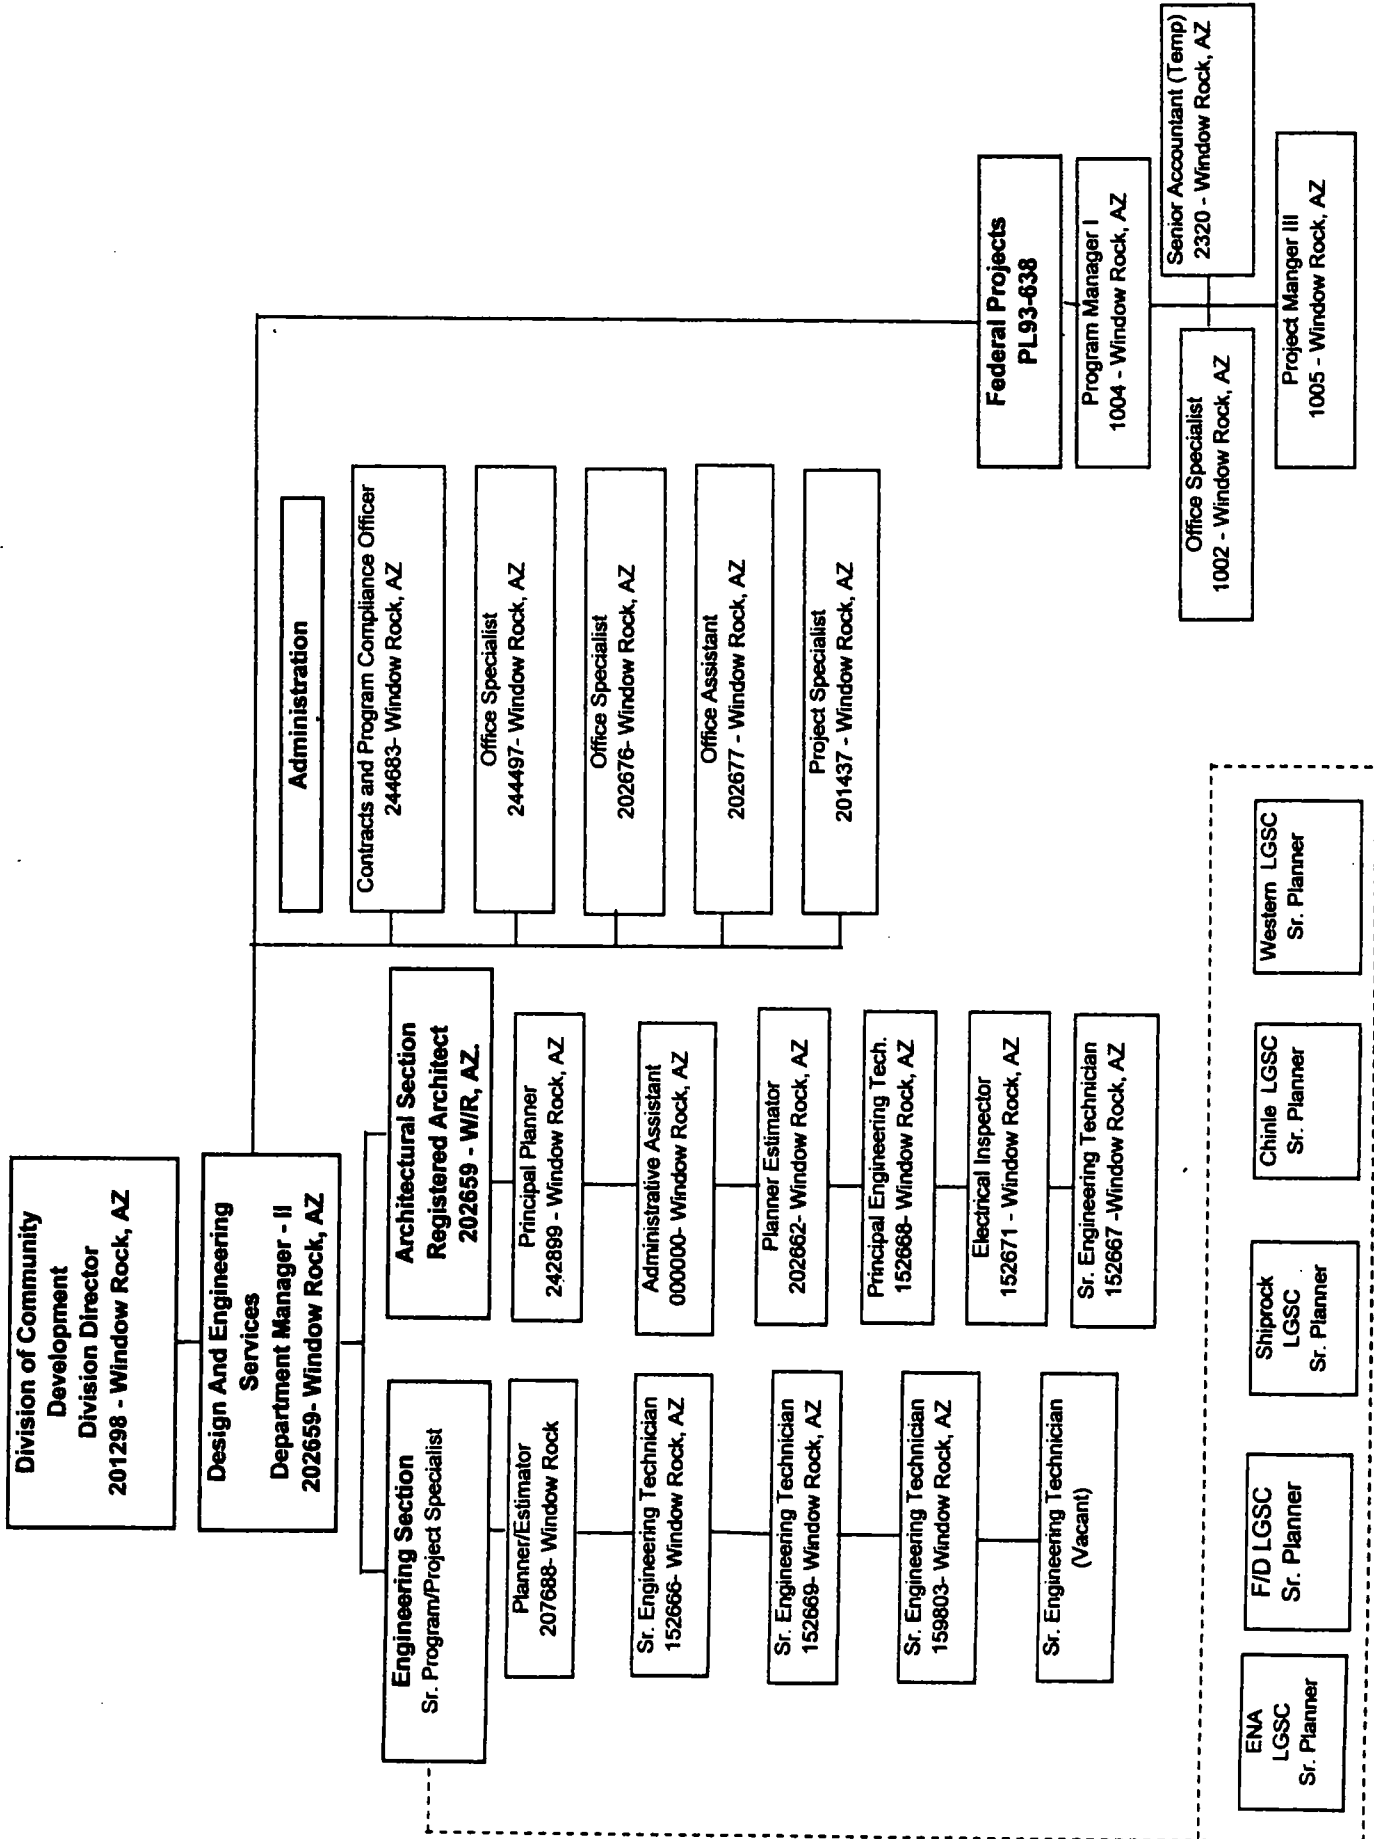 Division of Community
Development
Division Director
201298 - Window Rock, AZ
Design And Engineering
Services
Department Manager - II
202659- Window Rock, AZ
Engineering Section
Sr. Program/Project Specialist
Planner/Estimator
207688- Window Rock
Sr. Engineering Technician
152666- Window Rock, AZ
Sr. Engineering Technician
152669- Window Rock, AZ
Sr. Engineering Technician
159803- Window Rock, AZ
Sr. Engineering Technician
(Vacant)
Architectural Section
Registered Architect
202659 - W/R, AZ.
Principal Planner
242899 - Window Rock, AZ
Administrative Assistant
000000- Window Rock, AZ
Planner Estimator
202662- Window Rock, AZ
Principal Engineering Tech.
152668- Window Rock, AZ
Electrical Inspector
152671 - Window Rock, AZ
Sr. Engineering Technician
152667 -Window Rock, AZ
Administration
Contracts and Program Compliance Officer
244683- Window Rock, AZ
Office Specialist
244497- Window Rock, AZ
Office Specialist
202676- Window Rock, AZ
Office Assistant
202677 - Window Rock, AZ
Project Specialist
201437 - Window Rock, AZ
Federal Projects
PL93-638
Program Manager I
1004 - Window Rock, AZ
Office Specialist
1002 - Window Rock, AZ
Senior Accountant (Temp)
2320 - Window Rock, AZ
Project Manger III
1005 - Window Rock, AZ
ENA
LGSC
Sr. Planner
F/D LGSC
Sr. Planner
Shiprock
LGSC
Sr. Planner
Chinle LGSC
Sr. Planner
Western LGSC
Sr. Planner